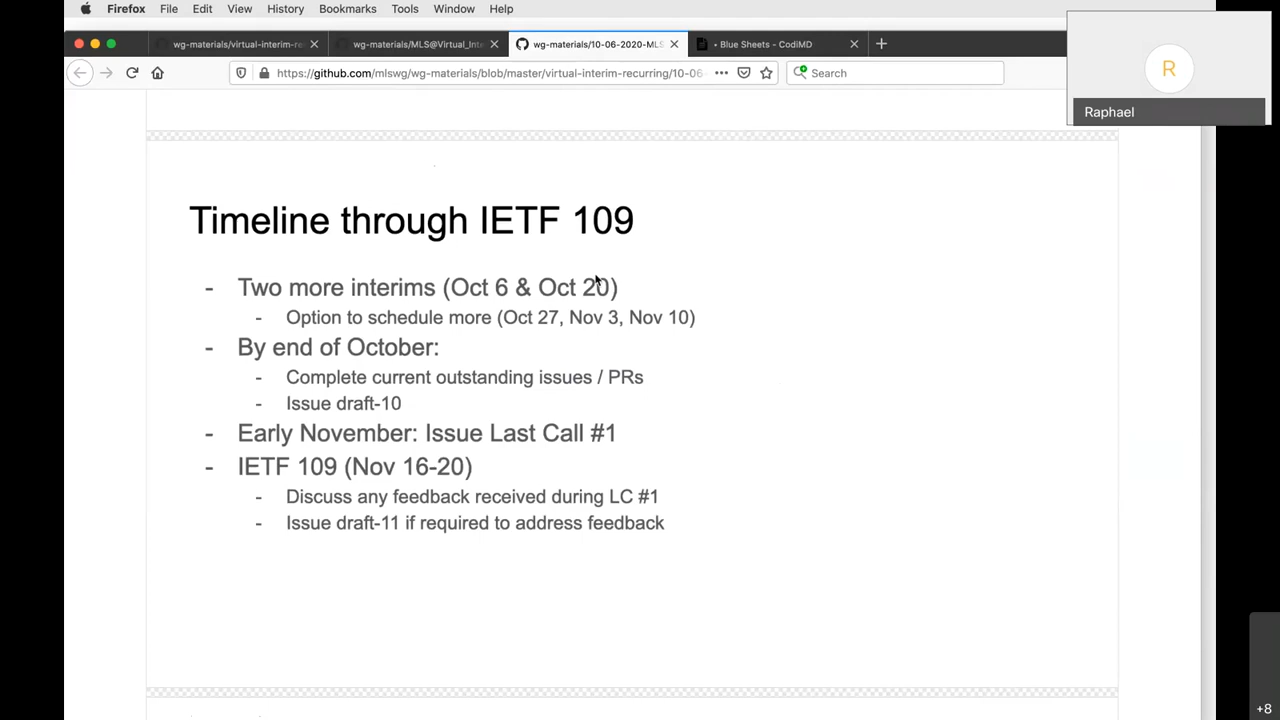 Firefox File Edit View History Bookmarks Tools Window Help
wg-materials/virtual-interim-re
wg-materials/MLS@Virtual_Inte
wg-materials/10-06-2020-MLS
• Blue Sheets - CodiMD
https://github.com/mlswg/wg-materials/blob/master/virtual-interim-recurring/10-06-
Search
R
Raphael
Timeline through IETF 109
- Two more interims (Oct 6 & Oct 20)
- Option to schedule more (Oct 27, Nov 3, Nov 10)
- By end of October:
- Complete current outstanding issues / PRs
- Issue draft-10
- Early November: Issue Last Call #1
- IETF 109 (Nov 16-20)
- Discuss any feedback received during LC #1
- Issue draft-11 if required to address feedback
+8